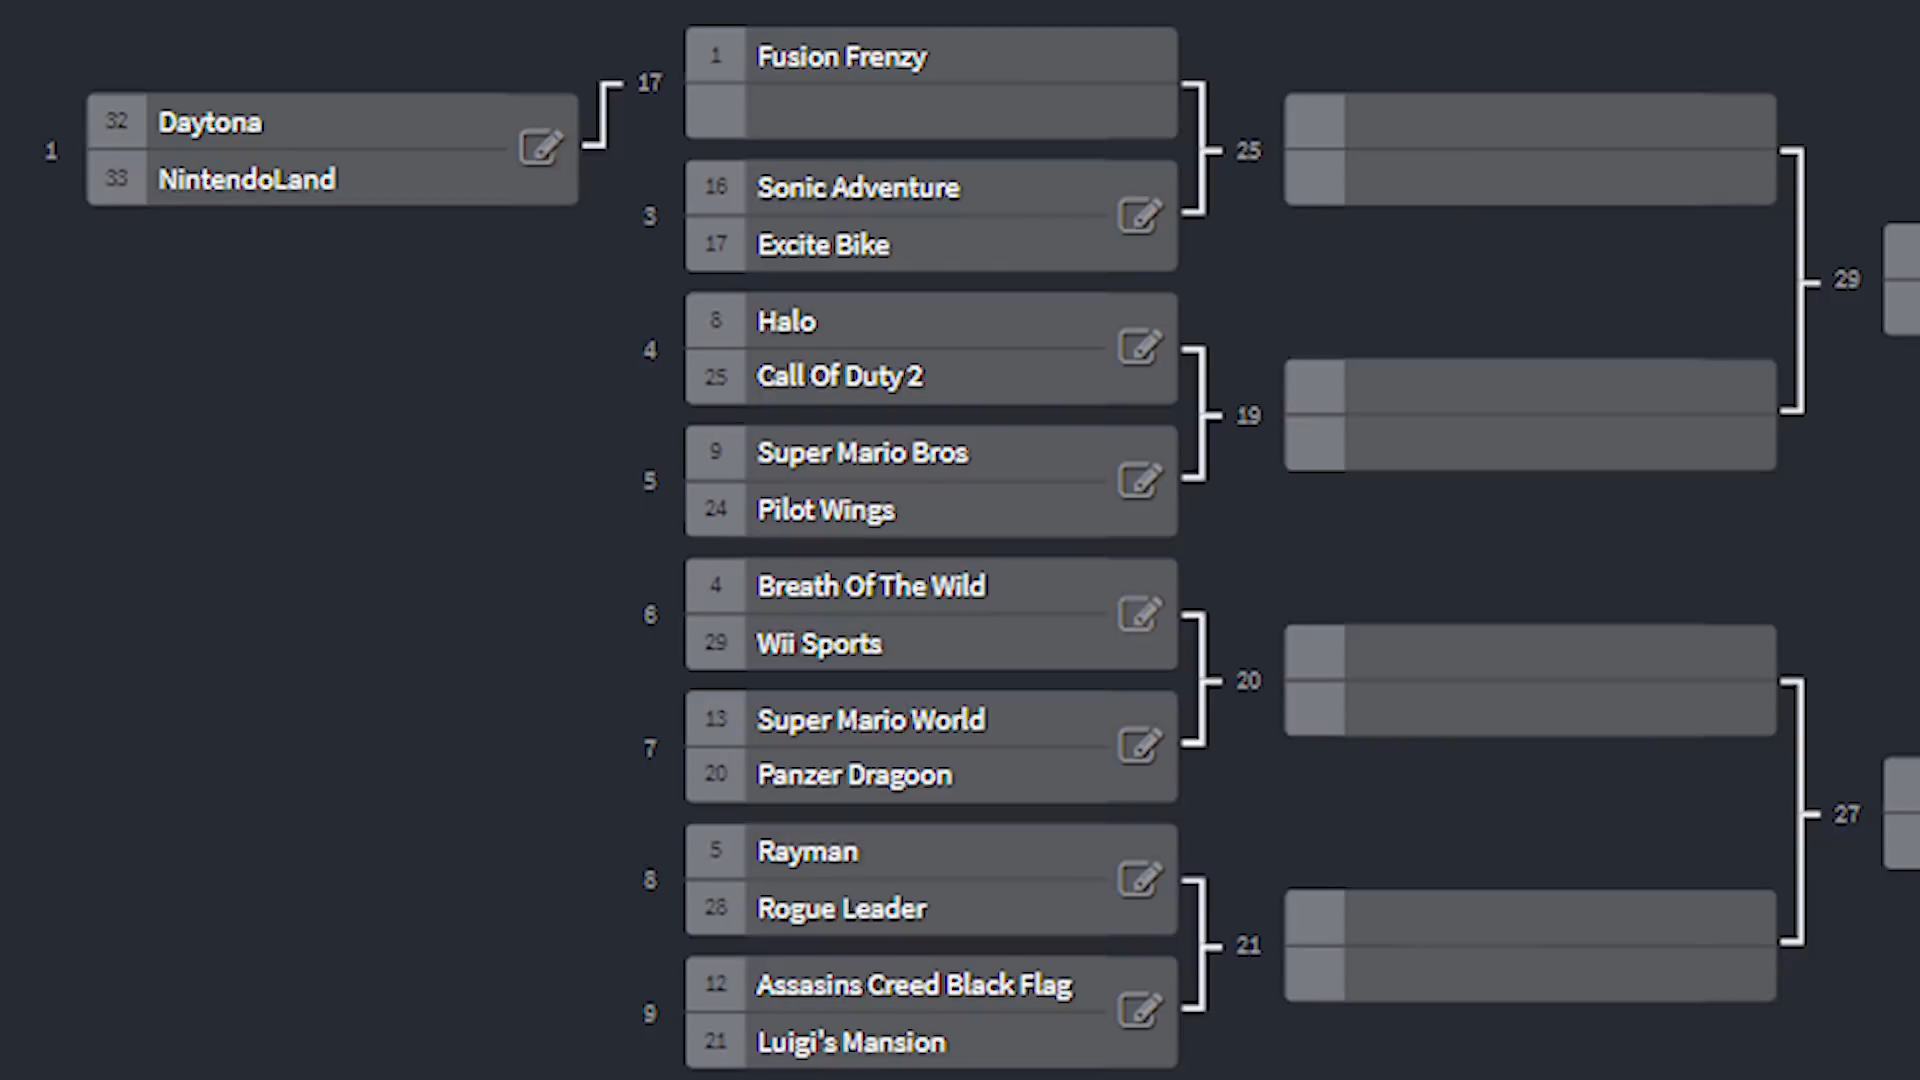 1
32 Daytona
33 NintendoLand
17
1 Fusion Frenzy
3
16 Sonic Adventure
17 Excite Bike
4
8 Halo
25 Call Of Duty 2
5
9 Super Mario Bros
24 Pilot Wings
6
4 Breath Of The Wild
29 Wii Sports
7
13 Super Mario World
20 Panzer Dragoon
8
5 Rayman
28 Rogue Leader
9
12 Assasins Creed Black Flag
21 Luigi's Mansion
25
19
20
21
29
27